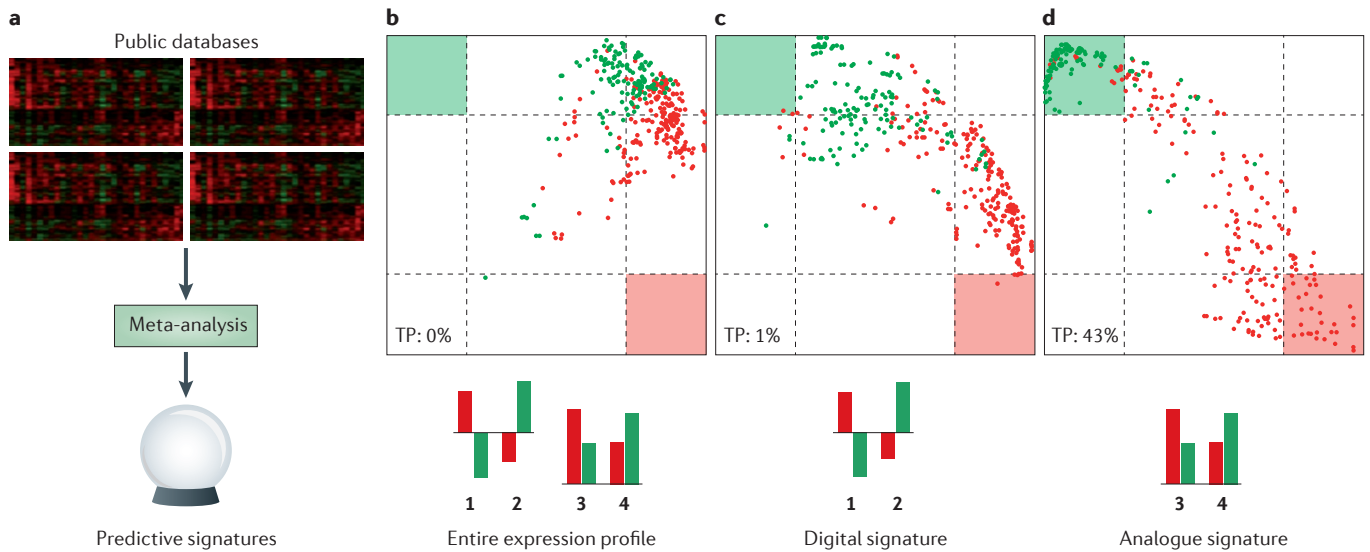 a
Public databases
Meta-analysis
Predictive signatures
b
TP: 0%
1 2 3 4
Entire expression profile
c
TP: 1%
1 2
Digital signature
d
TP: 43%
3 4
Analogue signature